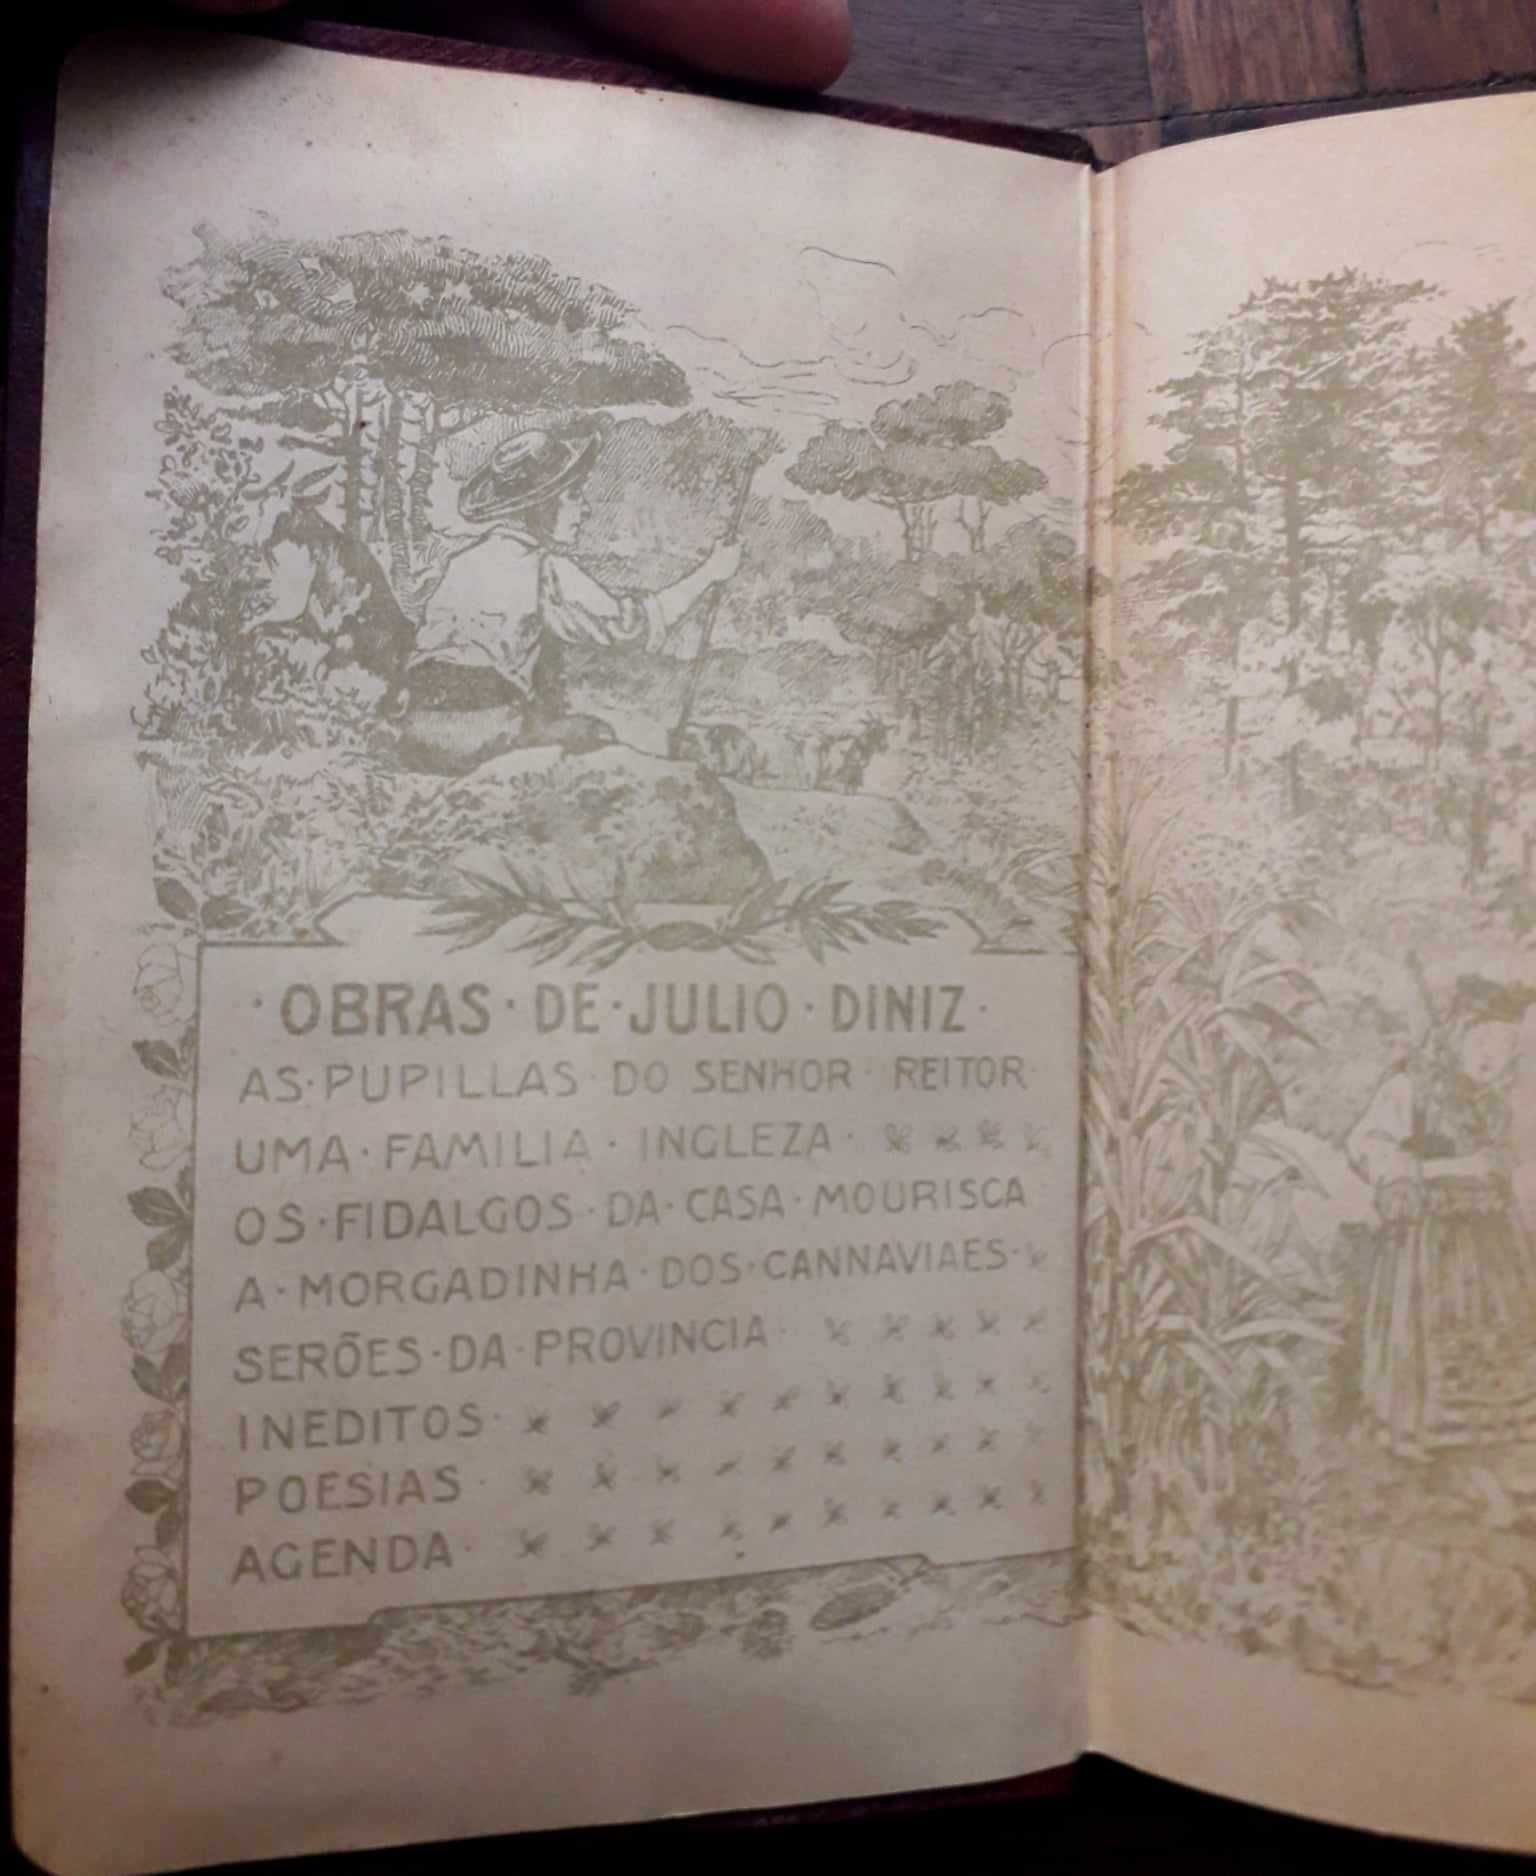 ·OBRAS·DE·JULIO·DINIZ·
AS·PUPILLAS·DO SENHOR·REITOR·
UMA·FAMILIA·INGLEZA·
OS·FIDALGOS·DA·CASA·MOURISCA
A·MORGADINHA·DOS·CANNAVIAES·
SERÕES·DA·PROVINCIA·
INEDITOS·
POESIAS·
AGENDA·